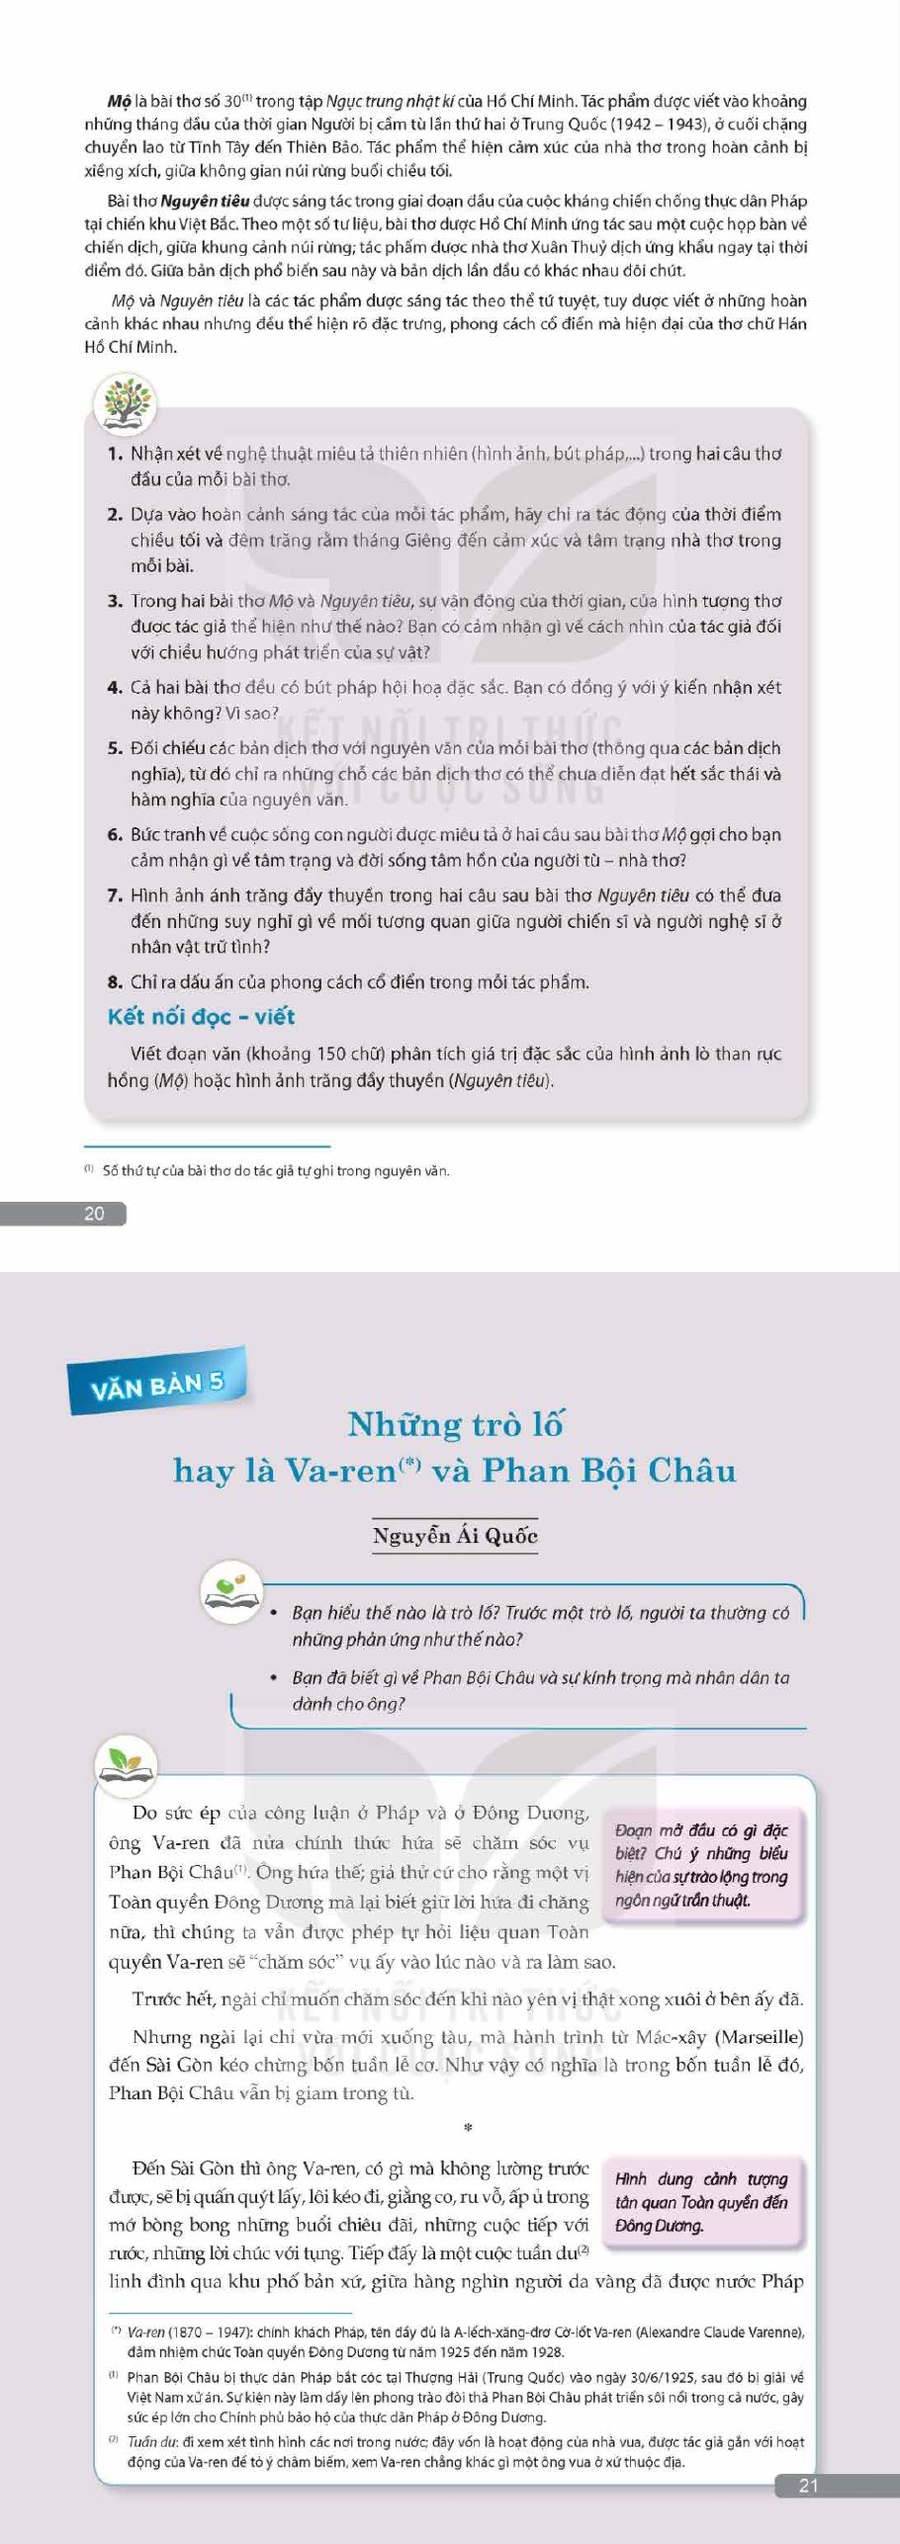 Mộ là bài thơ số 30⁽¹⁾ trong tập Ngục trung nhật kí của Hồ Chí Minh. Tác phẩm được viết vào khoảng
những tháng đầu của thời gian Người bị cầm tù lần thứ hai ở Trung Quốc (1942 – 1943), ở cuối chặng
chuyển lao từ Tĩnh Tây đến Thiên Bảo. Tác phẩm thể hiện cảm xúc của nhà thơ trong hoàn cảnh bị
xiềng xích, giữa không gian núi rừng buổi chiều tối.
Bài thơ Nguyên tiêu được sáng tác trong giai đoạn đầu của cuộc kháng chiến chống thực dân Pháp
tại chiến khu Việt Bắc. Theo một số tư liệu, bài thơ được Hồ Chí Minh ứng tác sau một cuộc họp bàn về
chiến dịch, giữa khung cảnh núi rừng; tác phẩm được nhà thơ Xuân Thuỷ dịch ứng khẩu ngay tại thời
điểm đó. Giữa bản dịch phổ biến sau này và bản dịch lần đầu có khác nhau đôi chút.
Mộ và Nguyên tiêu là các tác phẩm được sáng tác theo thể tứ tuyệt, tuy được viết ở những hoàn
cảnh khác nhau nhưng đều thể hiện rõ đặc trưng, phong cách cổ điển mà hiện đại của thơ chữ Hán
Hồ Chí Minh.
1. Nhận xét về nghệ thuật miêu tả thiên nhiên (hình ảnh, bút pháp,...) trong hai câu thơ
đầu của mỗi bài thơ.
2. Dựa vào hoàn cảnh sáng tác của mỗi tác phẩm, hãy chỉ ra tác động của thời điểm
chiều tối và đêm trăng rằm tháng Giêng đến cảm xúc và tâm trạng nhà thơ trong
mỗi bài.
3. Trong hai bài thơ Mộ và Nguyên tiêu, sự vận động của thời gian, của hình tượng thơ
được tác giả thể hiện như thế nào? Bạn có cảm nhận gì về cách nhìn của tác giả đối
với chiều hướng phát triển của sự vật?
4. Cả hai bài thơ đều có bút pháp hội hoạ đặc sắc. Bạn có đồng ý với ý kiến nhận xét
này không? Vì sao?
5. Đối chiếu các bản dịch thơ với nguyên văn của mỗi bài thơ (thông qua các bản dịch
nghĩa), từ đó chỉ ra những chỗ các bản dịch thơ có thể chưa diễn đạt hết sắc thái và
hàm nghĩa của nguyên văn.
6. Bức tranh về cuộc sống con người được miêu tả ở hai câu sau bài thơ Mộ gợi cho bạn
cảm nhận gì về tâm trạng và đời sống tâm hồn của người tù – nhà thơ?
7. Hình ảnh ánh trăng đầy thuyền trong hai câu sau bài thơ Nguyên tiêu có thể đưa
đến những suy nghĩ gì về mối tương quan giữa người chiến sĩ và người nghệ sĩ ở
nhân vật trữ tình?
8. Chỉ ra dấu ấn của phong cách cổ điển trong mỗi tác phẩm.
Kết nối đọc – viết
Viết đoạn văn (khoảng 150 chữ) phân tích giá trị đặc sắc của hình ảnh lò than rực
hồng (Mộ) hoặc hình ảnh trăng đầy thuyền (Nguyên tiêu).
KẾT NỐI TRI THỨC
VỚI CUỘC SỐNG
⁽¹⁾ Số thứ tự của bài thơ do tác giả tự ghi trong nguyên văn.
20
VĂN BẢN 5
Những trò lố
hay là Va-ren⁽*⁾ và Phan Bội Châu
Nguyễn Ái Quốc
• Bạn hiểu thế nào là trò lố? Trước một trò lố, người ta thường có
những phản ứng như thế nào?
• Bạn đã biết gì về Phan Bội Châu và sự kính trọng mà nhân dân ta
dành cho ông?
Do sức ép của công luận ở Pháp và ở Đông Dương,
ông Va-ren đã nửa chính thức hứa sẽ chăm sóc vụ
Phan Bội Châu⁽¹⁾. Ông hứa thế; giả thử cứ cho rằng một vị
Toàn quyền Đông Dương mà lại biết giữ lời hứa đi chăng
nữa, thì chúng ta vẫn được phép tự hỏi liệu quan Toàn
quyền Va-ren sẽ “chăm sóc” vụ ấy vào lúc nào và ra làm sao.
Đoạn mở đầu có gì đặc
biệt? Chú ý những biểu
hiện của sự trào lộng trong
ngôn ngữ trần thuật.
Trước hết, ngài chỉ muốn chăm sóc đến khi nào yên vị thật xong xuôi ở bên ấy đã.
Nhưng ngài lại chỉ vừa mới xuống tàu, mà hành trình từ Mác-xây (Marseille)
đến Sài Gòn kéo chừng bốn tuần lễ cơ. Như vậy có nghĩa là trong bốn tuần lễ đó,
Phan Bội Châu vẫn bị giam trong tù.
KẾT NỐI TRI THỨC
VỚI CUỘC SỐNG
*
Đến Sài Gòn thì ông Va-ren, có gì mà không lường trước
được, sẽ bị quấn quýt lấy, lôi kéo đi, giằng co, ru vỗ, ấp ủ trong
mớ bòng bong những buổi chiêu đãi, những cuộc tiếp với
rước, những lời chúc với tụng. Tiếp đấy là một cuộc tuần du⁽²⁾
linh đình qua khu phố bản xứ, giữa hàng nghìn người da vàng đã được nước Pháp
Hình dung cảnh tượng
tân quan Toàn quyền đến
Đông Dương.
⁽*⁾ Va-ren (1870 – 1947): chính khách Pháp, tên đầy đủ là A-lếch-xăng-đrơ Cờ-lốt Va-ren (Alexandre Claude Varenne),
đảm nhiệm chức Toàn quyền Đông Dương từ năm 1925 đến năm 1928.
⁽¹⁾ Phan Bội Châu bị thực dân Pháp bắt cóc tại Thượng Hải (Trung Quốc) vào ngày 30/6/1925, sau đó bị giải về
Việt Nam xử án. Sự kiện này làm dấy lên phong trào đòi thả Phan Bội Châu phát triển sôi nổi trong cả nước, gây
sức ép lớn cho Chính phủ bảo hộ của thực dân Pháp ở Đông Dương.
⁽²⁾ Tuần du: đi xem xét tình hình các nơi trong nước; đây vốn là hoạt động của nhà vua, được tác giả gắn với hoạt
động của Va-ren để tỏ ý châm biếm, xem Va-ren chẳng khác gì một ông vua ở xứ thuộc địa.
21